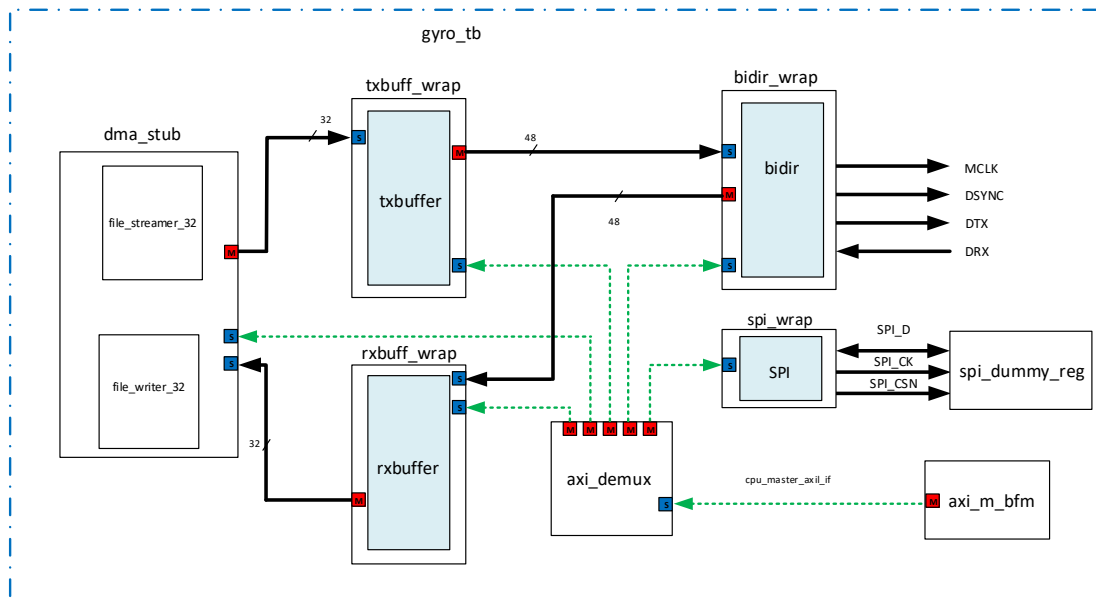 gyro_tb
txbuff_wrap
bidir_wrap
dma_stub
32
S
M
48
S
txbuffer
bidir
MCLK
DSYNC
DTX
DRX
file_streamer_32
M
M
48
S
S
spi_wrap
S
S
rxbuff_wrap
file_writer_32
S
S
rxbuffer
S
SPI
SPI_D
SPI_CK
SPI_CSN
spi_dummy_reg
M
M
M
M
M
32
M
axi_demux
S
cpu_master_axil_if
M
axi_m_bfm